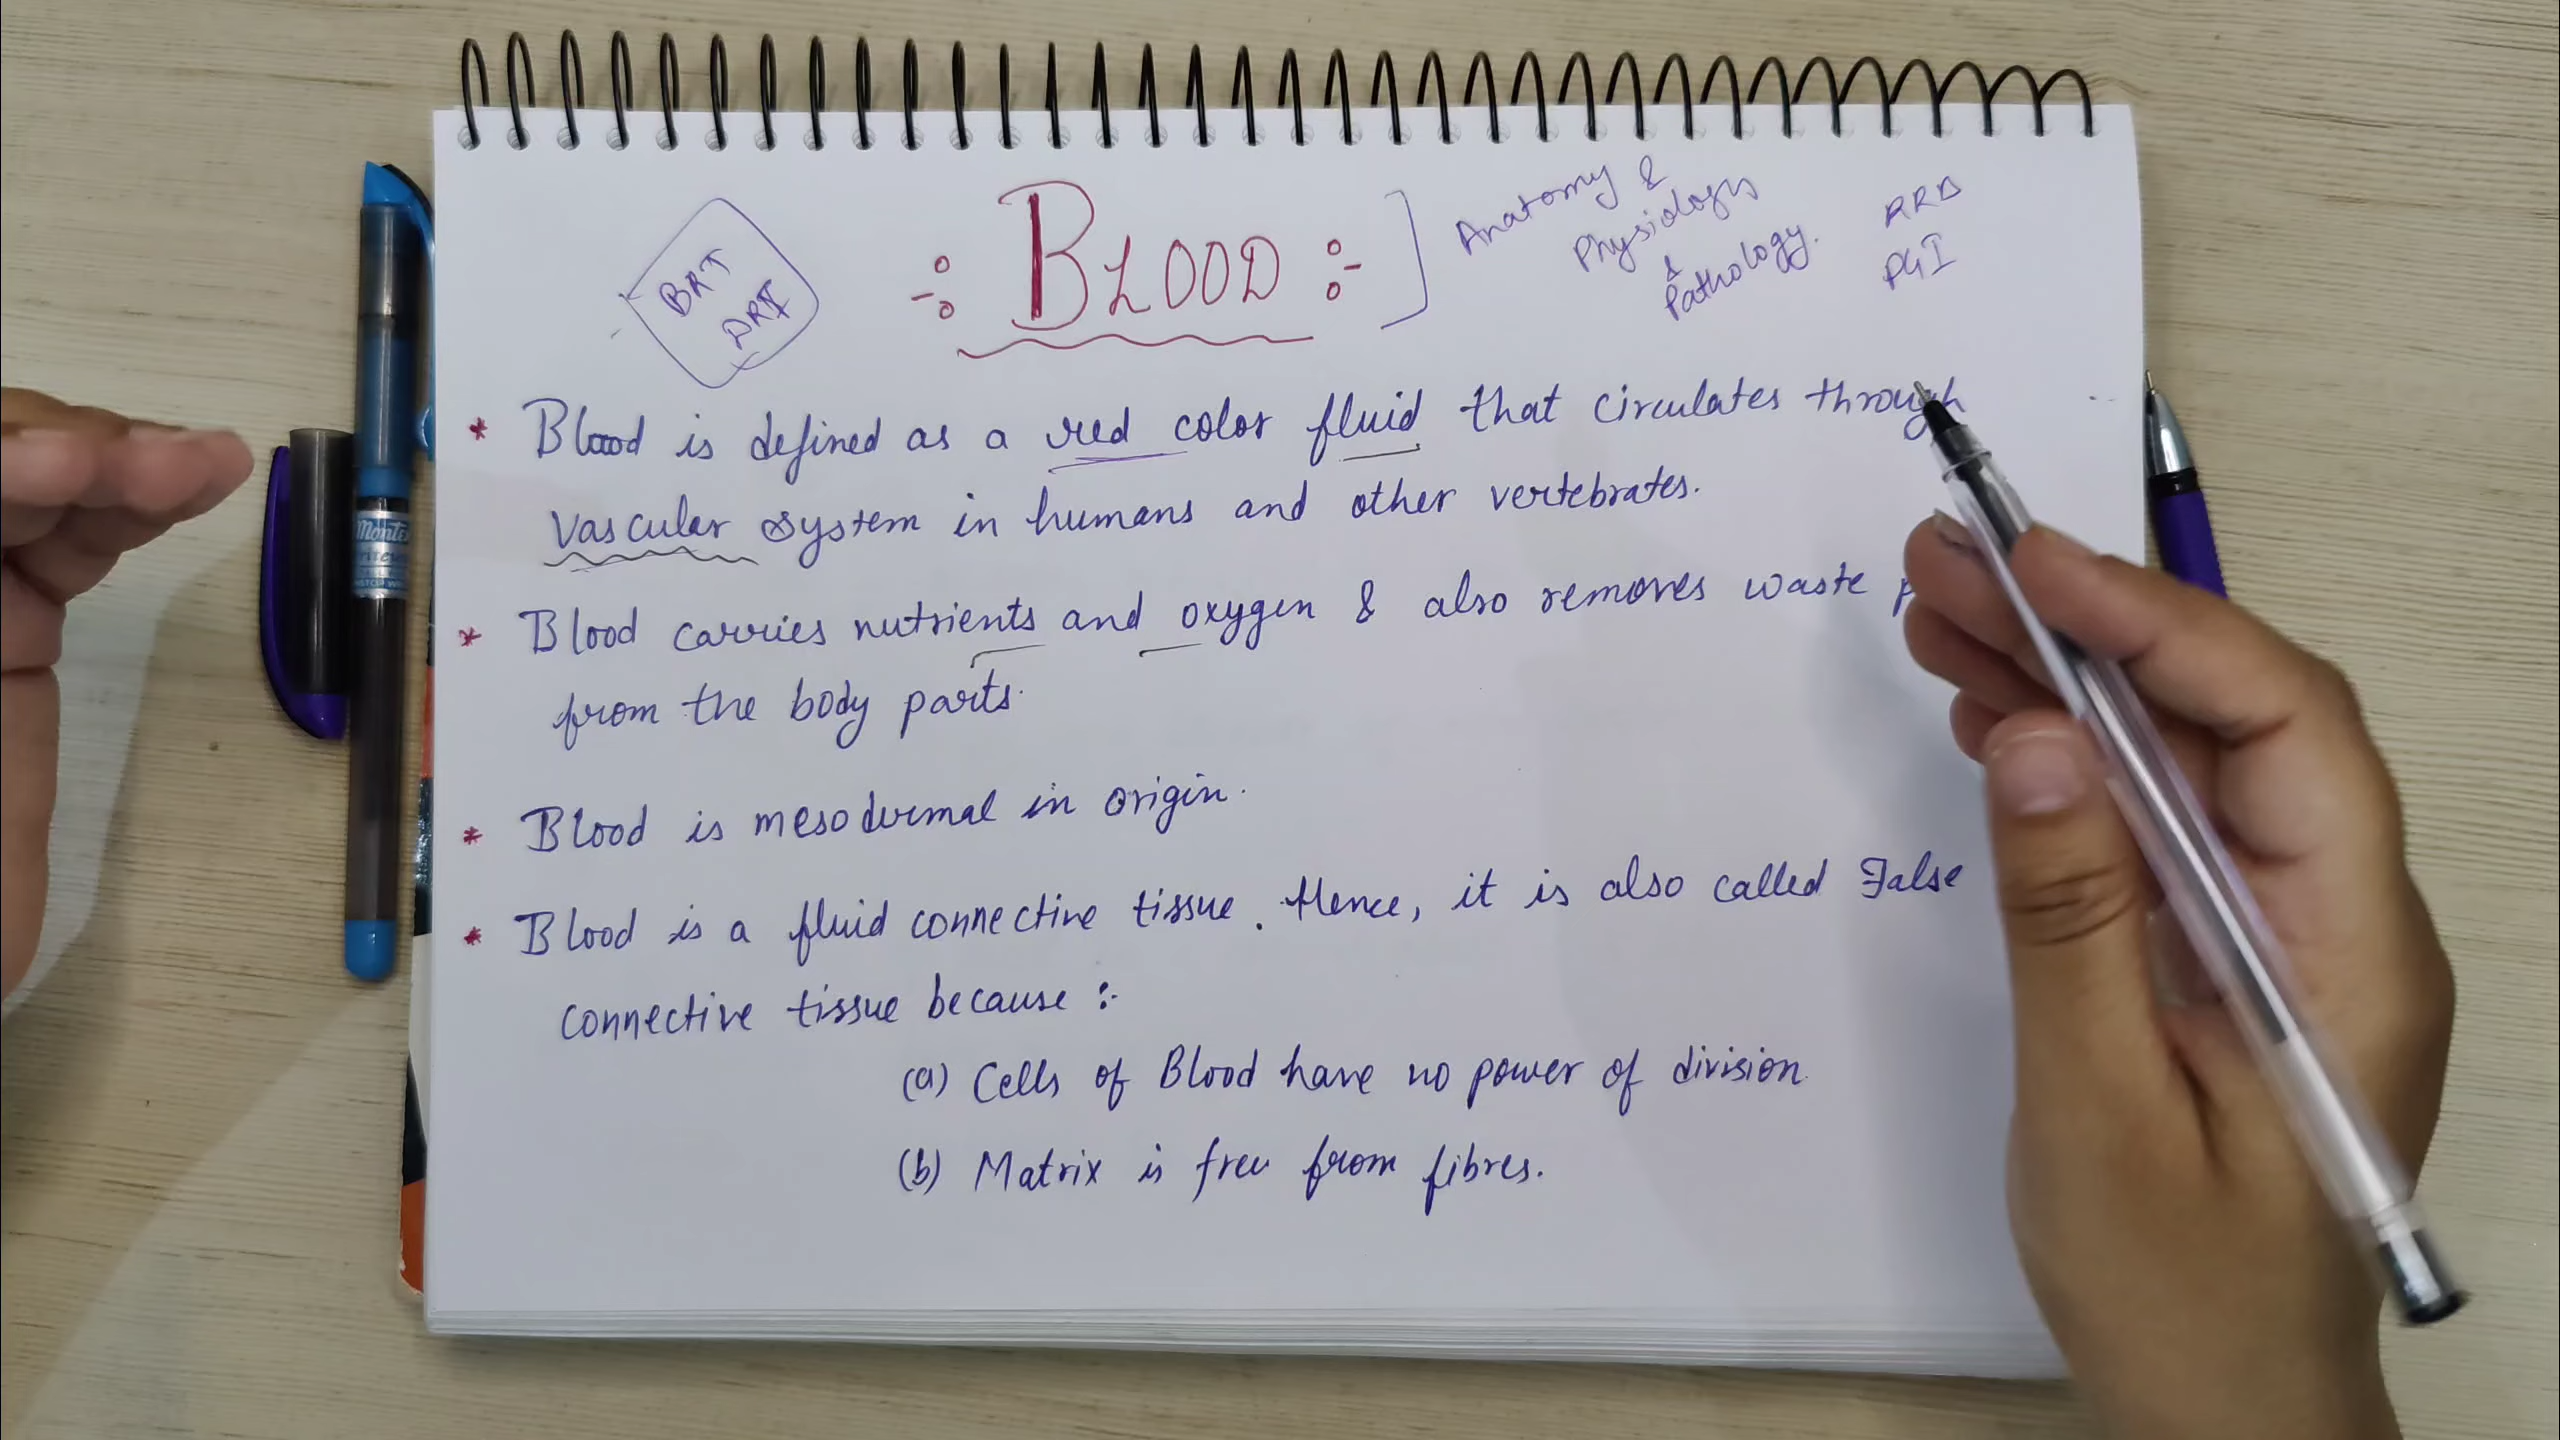 BRIT
DRI
-: BLOOD :-
Anatomy &
Physiology
&
Pathology.
RRB
PGI
* Blood is defined as a red color fluid that circulates through
vascular system in humans and other vertebrates.
* Blood carries nutrients and oxygen & also removes waste
from the body parts.
* Blood is mesodermal in origin.
* Blood is a fluid connective tissue. Hence, it is also called False
connective tissue because :-
(a) Cells of Blood have no power of division.
(b) Matrix is free from fibres.